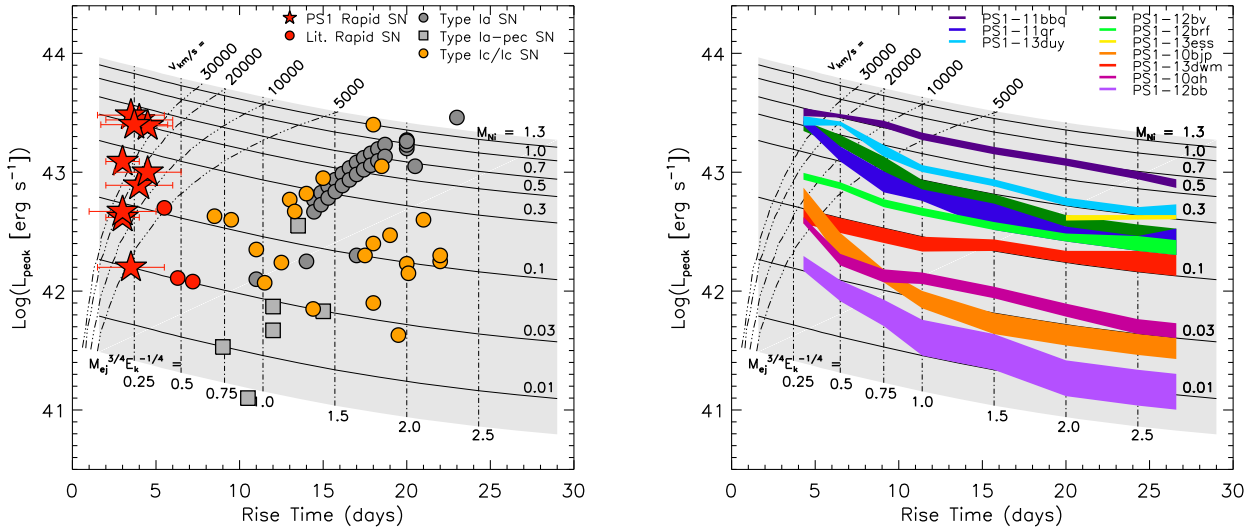 PS1 Rapid SN
Lit. Rapid SN
Type Ia SN
Type Ia-pec SN
Type Ic/Ic SN
v_km/s =
30000
20000
10000
5000
M_Ni = 1.3
1.0
0.7
0.5
0.3
0.1
0.03
0.01
M_ej^3/4 E_k^-1/4 =
0.25
0.5
0.75
1.0
1.5
2.0
2.5
44
43
42
41
Log(L_peak [erg s^-1])
0 5 10 15 20 25 30
Rise Time (days)
PS1-11bbq
PS1-11qr
PS1-13duy
PS1-12bv
PS1-12brf
PS1-13ess
PS1-10bjp
PS1-13dwm
PS1-10ah
PS1-12bb
v_km/s =
30000
20000
10000
5000
M_Ni = 1.3
1.0
0.7
0.5
0.3
0.1
0.03
0.01
M_ej^3/4 E_k^-1/4 =
0.25
0.5
0.75
1.0
1.5
2.0
2.5
44
43
42
41
Log(L_peak [erg s^-1])
0 5 10 15 20 25 30
Rise Time (days)